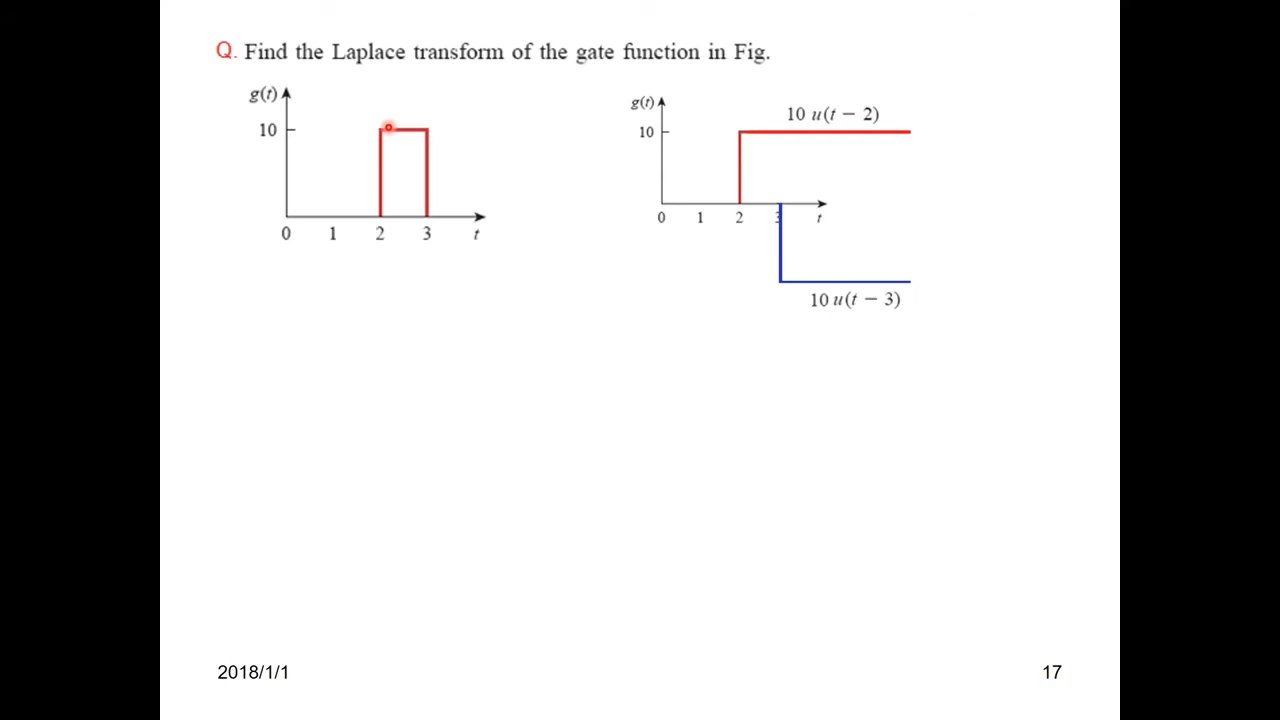 Q. Find the Laplace transform of the gate function in Fig.
g(t)
10
0 1 2 3 t
g(t)
10 u(t − 2)
10
0 1 2 3 t
10 u(t − 3)
2018/1/1
17